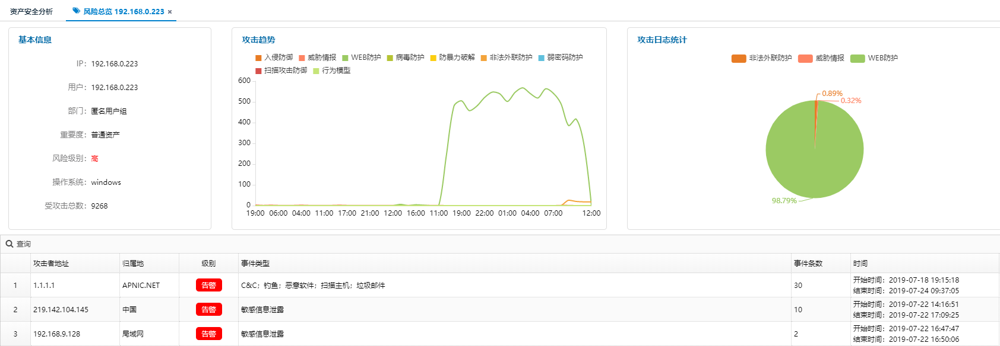 资产安全分析
风险总览 192.168.0.223 ×
基本信息
IP： 192.168.0.223
用户： 192.168.0.223
部门： 匿名用户组
重要度： 普通资产
风险级别： 高
操作系统： windows
受攻击总数： 9268
攻击趋势
入侵防御 威胁情报 WEB防护 病毒防护 防暴力破解 非法外联防护 弱密码防护
扫描攻击防御 行为模型
600
500
400
300
200
100
0
19:00 06:00 04:00 11:00 17:00 21:00 12:00 16:00 11:00 19:00 22:00 01:00 04:00 07:00 12:00
攻击日志统计
非法外联防护 威胁情报 WEB防护
0.89%
0.32%
98.79%
查询
攻击者地址 归属地 级别 事件类型 事件条数 时间
1 1.1.1.1 APNIC.NET 告警 C&C；钓鱼；恶意软件；扫描主机；垃圾邮件 30 开始时间：2019-07-18 19:15:18
结束时间：2019-07-24 09:37:05
2 219.142.104.145 中国 告警 敏感信息泄露 10 开始时间：2019-07-22 14:16:51
结束时间：2019-07-22 17:09:25
3 192.168.9.128 局域网 告警 敏感信息泄露 2 开始时间：2019-07-22 16:47:47
结束时间：2019-07-22 16:50:06